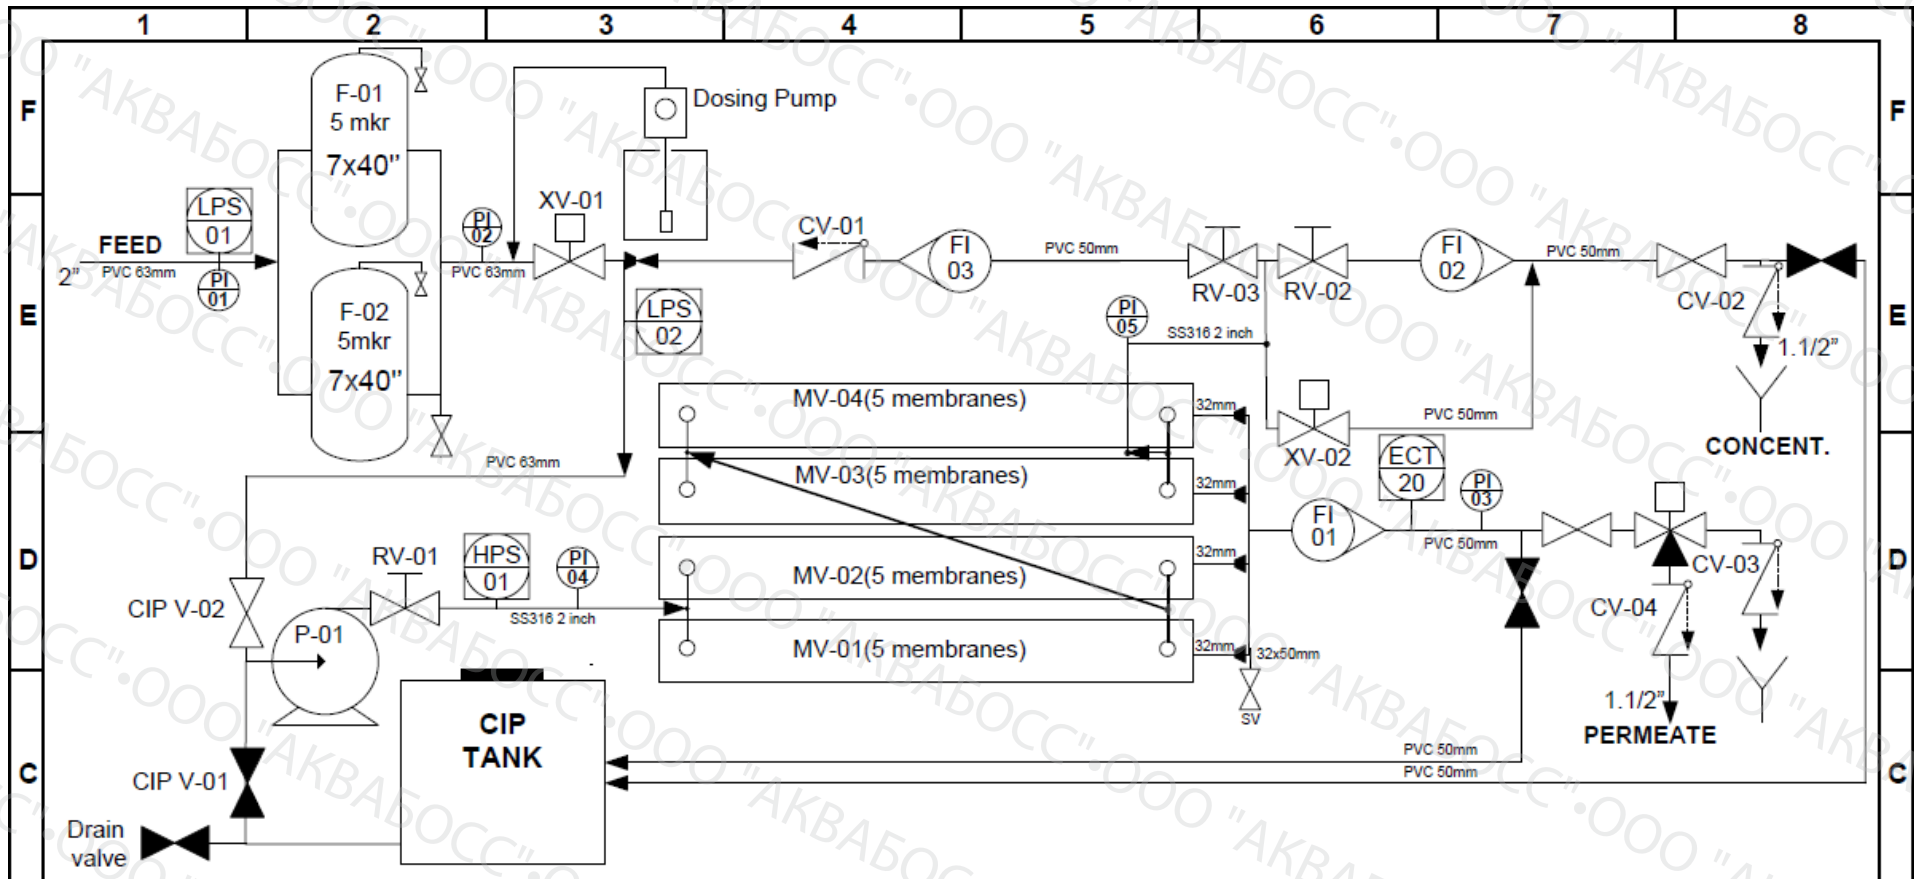 1 2 3 4 5 6 7 8
F
F
F-01
5 mkr
7x40"
Dosing Pump
LPS
01
FEED
2"
PVC 63mm
PI
01
PI
02
PVC 63mm
XV-01
CV-01
FI
03
PVC 50mm
RV-03
RV-02
FI
02
PVC 50mm
CV-02
1.1/2"
CONCENT.
E
E
F-02
5mkr
7x40"
LPS
02
PI
05
SS316 2 inch
MV-04(5 membranes)
32mm
PVC 50mm
XV-02
PVC 63mm
MV-03(5 membranes)
32mm
ECT
20
PI
03
FI
01
PVC 50mm
D
D
RV-01
HPS
01
PI
04
SS316 2 inch
MV-02(5 membranes)
32mm
CV-03
CV-04
CIP V-02
P-01
MV-01(5 membranes)
32mm
32x50mm
SV
1.1/2"
PERMEATE
CIP
TANK
PVC 50mm
PVC 50mm
C
C
CIP V-01
Drain
valve
ООО "АКВАБОСС"•ООО "АКВАБОСС"•ООО "АКВАБОСС"